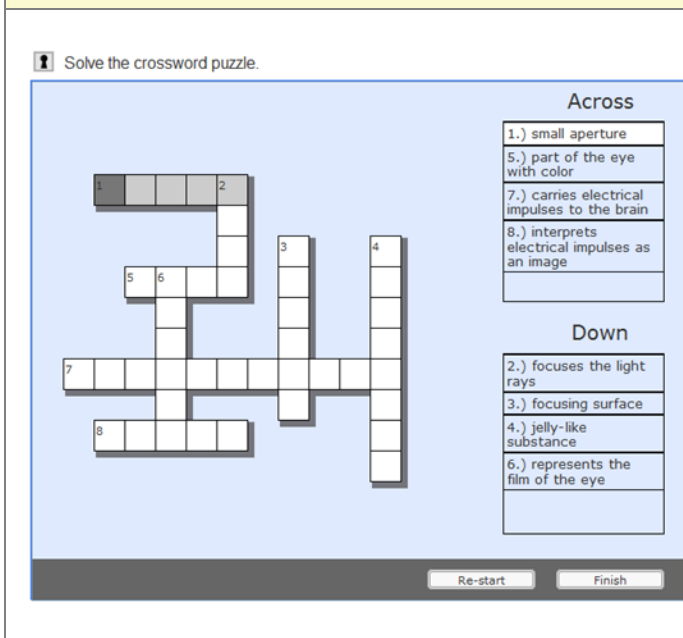 Solve the crossword puzzle.
Across
1.) small aperture
5.) part of the eye
with color
7.) carries electrical
impulses to the brain
8.) interprets
electrical impulses as
an image
1
2
3
4
5
6
7
8
Down
2.) focuses the light
rays
3.) focusing surface
4.) jelly-like
substance
6.) represents the
film of the eye
Re-start
Finish